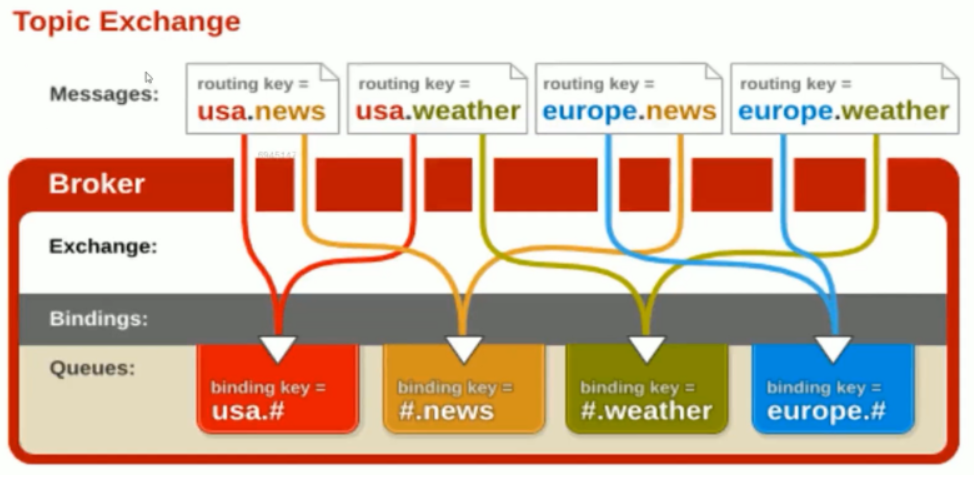 Topic Exchange
Messages:
routing key =
usa.news
routing key =
usa.weather
routing key =
europe.news
routing key =
europe.weather
Broker
Exchange:
Bindings:
Queues:
binding key =
usa.#
binding key =
#.news
binding key =
#.weather
binding key =
europe.#